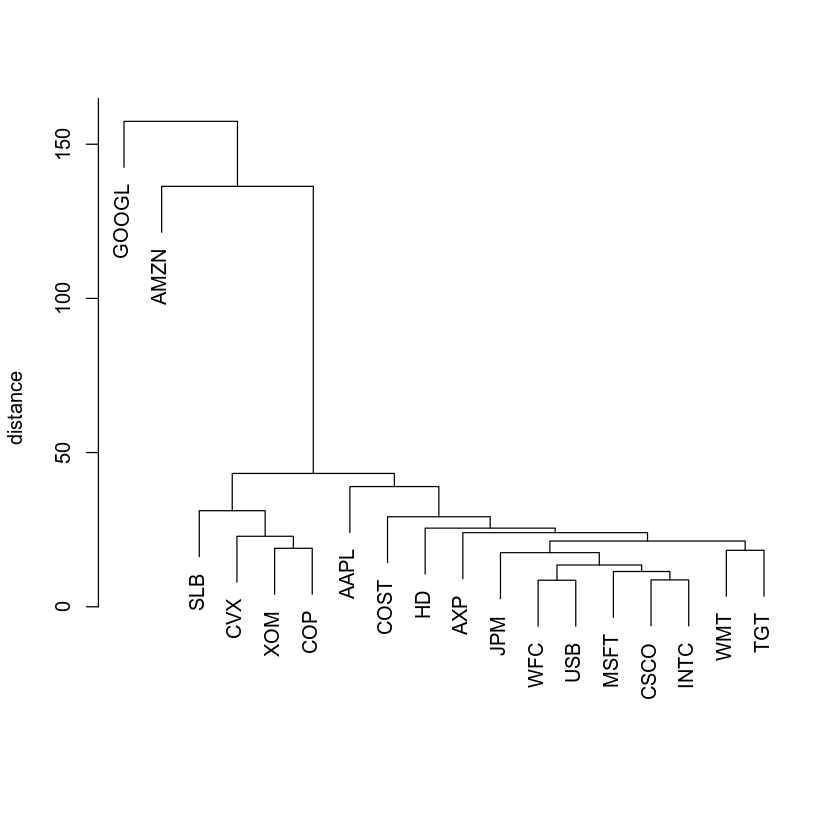 distance
150
100
50
0
GOOGL
AMZN
SLB
CVX
XOM
COP
AAPL
COST
HD
AXP
JPM
WFC
USB
MSFT
CSCO
INTC
WMT
TGT